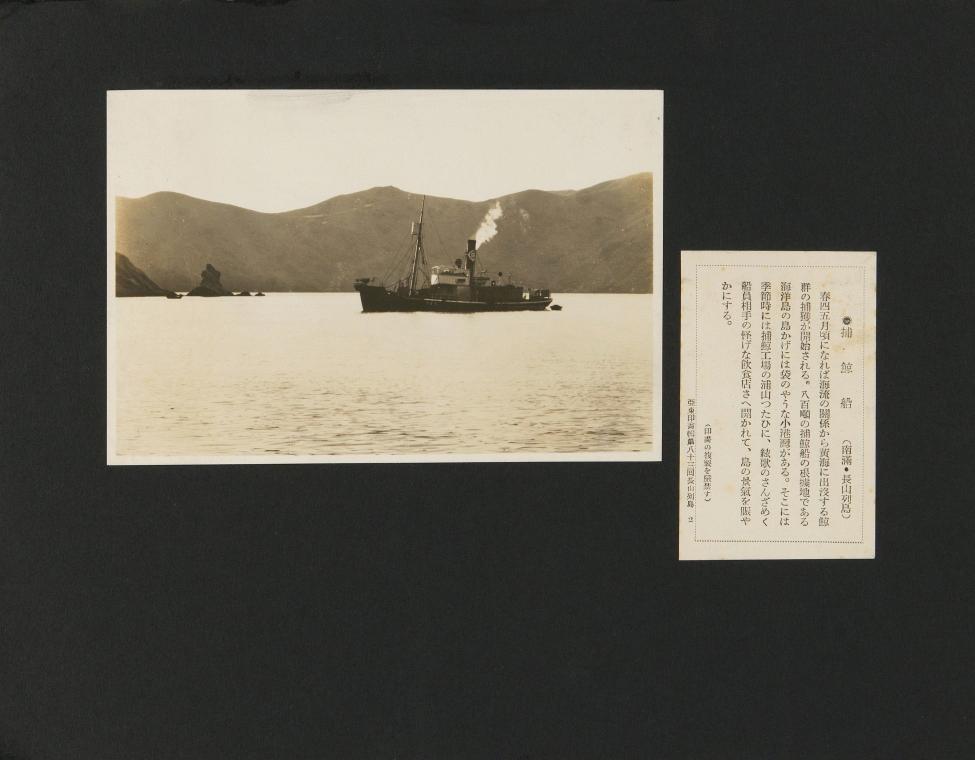 ●捕鯨船 (南滿・長山列島)
春四五月頃になれば海流の關係から黄海に出沒する鯨
群の捕獲が開始される。八百噸の捕鯨船の根據地である
海洋島の島かげには袋のやうな小港灣がある。そこには
季節時には捕鯨工場の浦山つたひに、絃歌のさんざめく
船員相手の怪げな飲食店さへ開かれて、島の景氣を賑や
かにする。
(印畫の複製を嚴禁す)
亞東印畫輯第八十三回長山列島 2